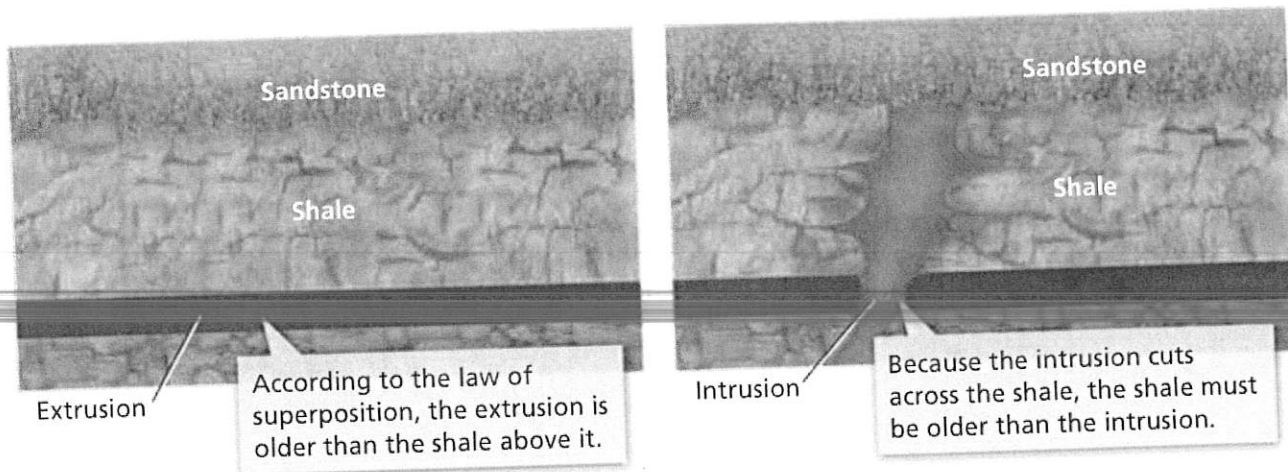 Sandstone
Shale
Extrusion
According to the law of
superposition, the extrusion is
older than the shale above it.
Sandstone
Shale
Intrusion
Because the intrusion cuts
across the shale, the shale must
be older than the intrusion.